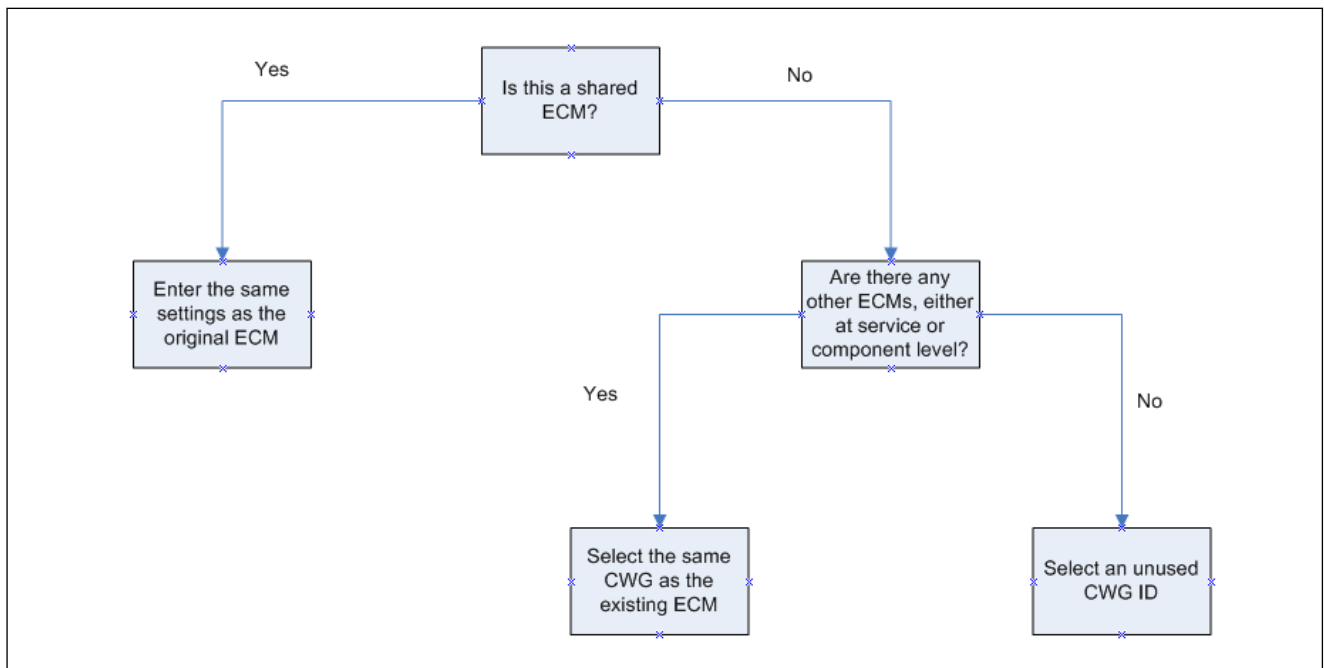 Yes
Is this a shared
ECM?
No
Enter the same
settings as the
original ECM
Are there any
other ECMs, either
at service or
component level?
Yes
No
Select the same
CWG as the
existing ECM
Select an unused
CWG ID